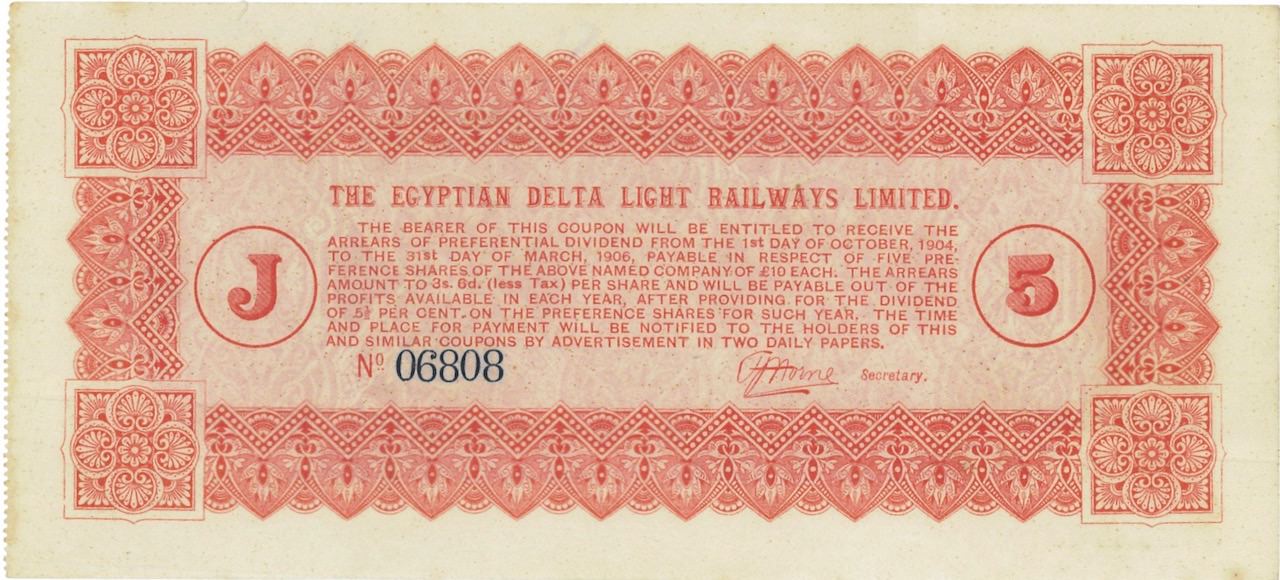 THE EGYPTIAN DELTA LIGHT RAILWAYS LIMITED.
THE BEARER OF THIS COUPON WILL BE ENTITLED TO RECEIVE THE
ARREARS OF PREFERENTIAL DIVIDEND FROM THE 1st DAY OF OCTOBER, 1904,
TO THE 31st DAY OF MARCH, 1906, PAYABLE IN RESPECT OF FIVE PRE-
FERENCE SHARES OF THE ABOVE NAMED COMPANY OF £10 EACH. THE ARREARS
AMOUNT TO 3s. 6d. (less Tax) PER SHARE AND WILL BE PAYABLE OUT OF THE
PROFITS AVAILABLE IN EACH YEAR, AFTER PROVIDING FOR THE DIVIDEND
OF 5½ PER CENT. ON THE PREFERENCE SHARES FOR SUCH YEAR. THE TIME
AND PLACE FOR PAYMENT WILL BE NOTIFIED TO THE HOLDERS OF THIS
AND SIMILAR COUPONS BY ADVERTISEMENT IN TWO DAILY PAPERS.
J
5
Nº 06808
Secretary.